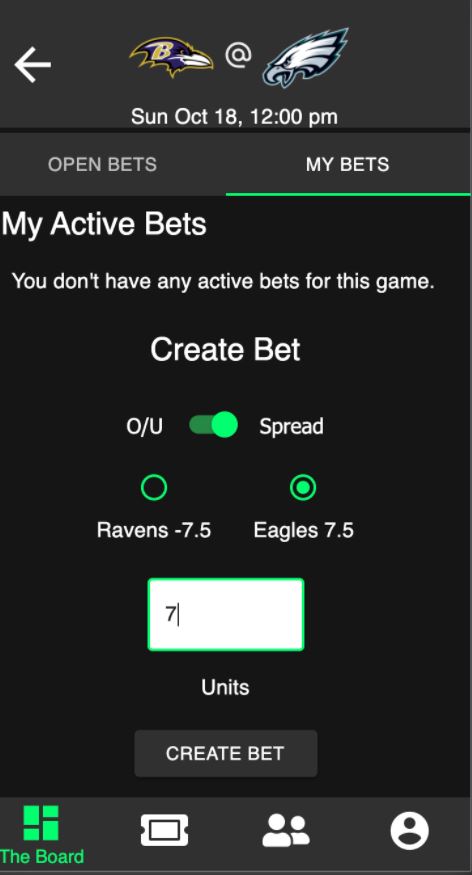 B
@
Sun Oct 18, 12:00 pm
OPEN BETS MY BETS
My Active Bets
You don't have any active bets for this game.
Create Bet
O/U Spread
Ravens -7.5 Eagles 7.5
7
Units
CREATE BET
The Board